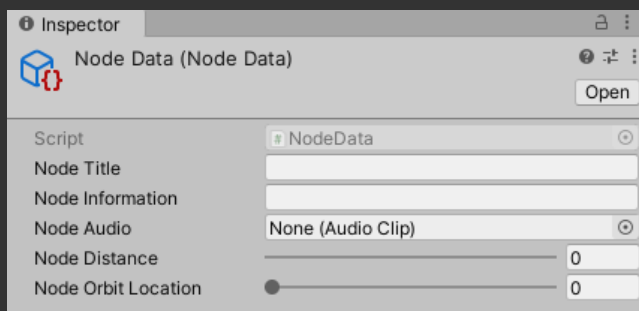 Inspector
Node Data (Node Data)
Open
Script
# NodeData
Node Title
Node Information
Node Audio
None (Audio Clip)
Node Distance
0
Node Orbit Location
0